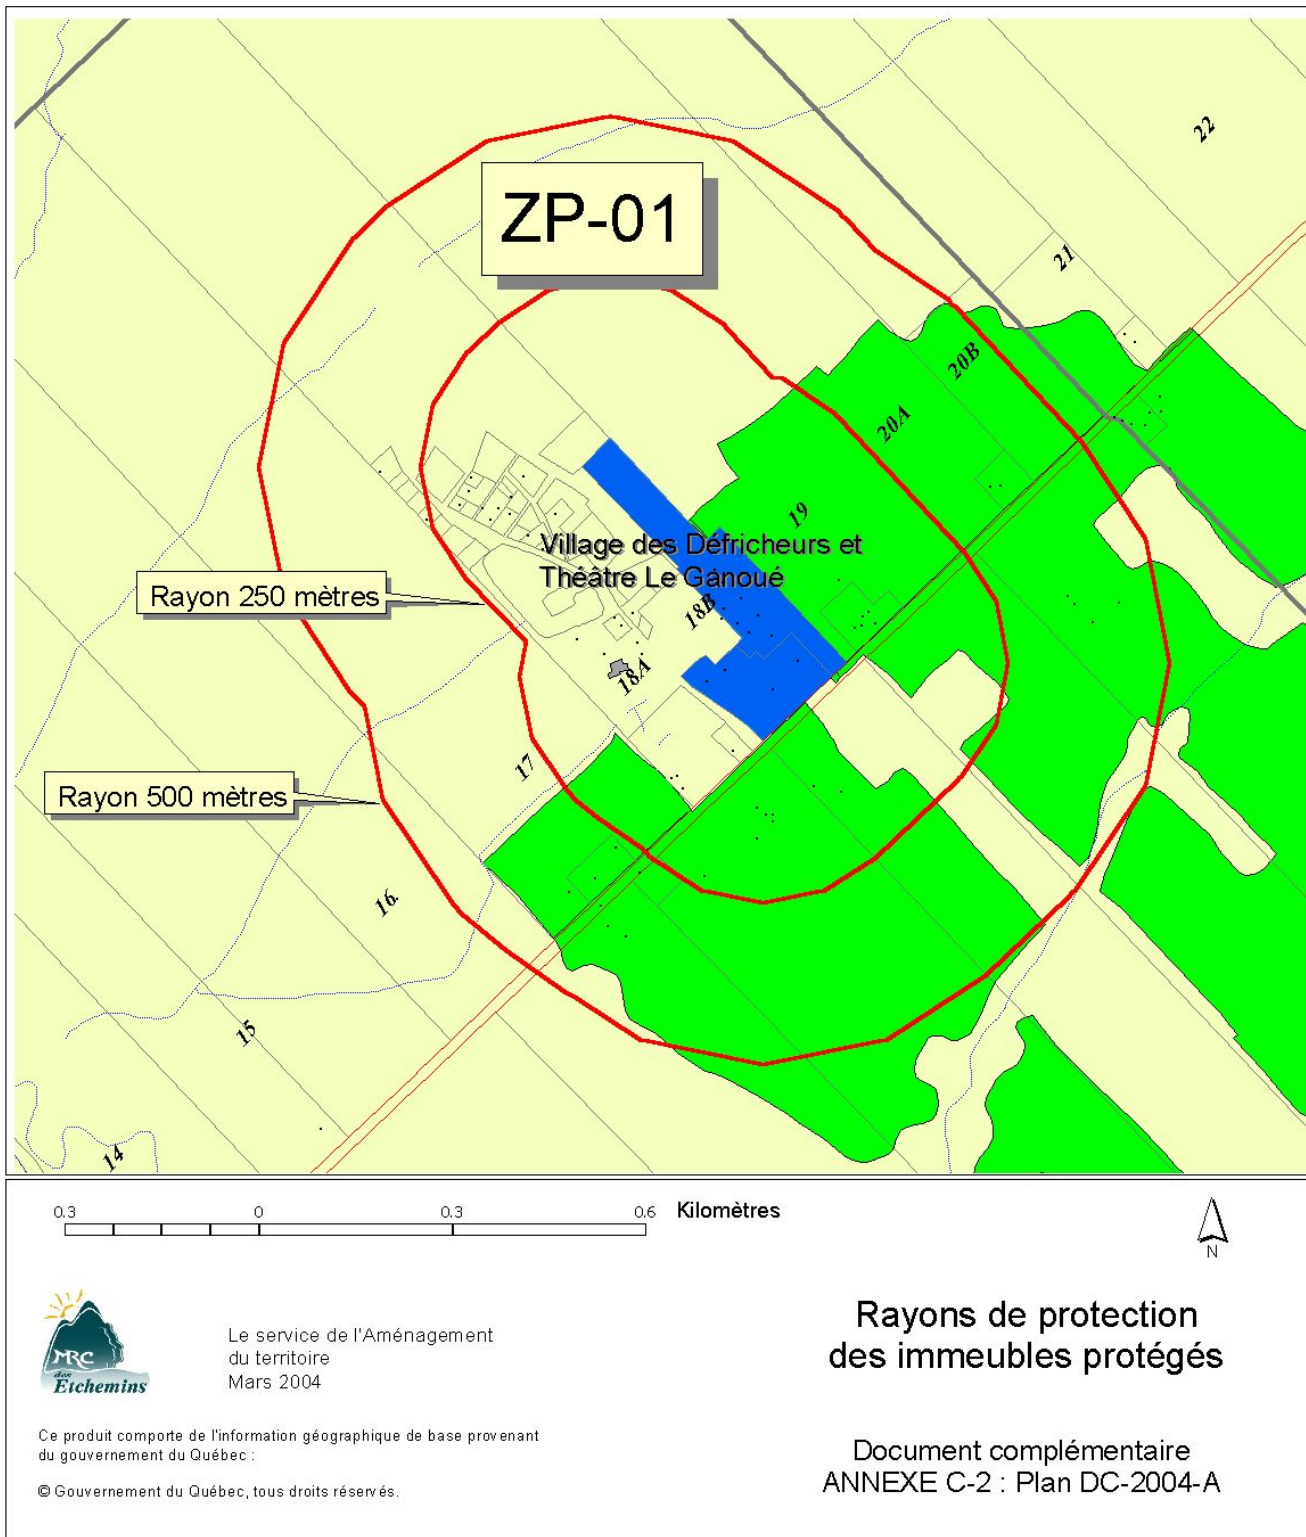 22
ZP-01
21
20B
20A
19
Village des Défricheurs et
Théâtre Le Ganoué
Rayon 250 mètres
18B
18A
17
Rayon 500 mètres
16.
15
14
0.3 0 0.3 0.6 Kilomètres
N
MRC
des
Etchemins
Le service de l'Aménagement
du territoire
Mars 2004
Rayons de protection
des immeubles protégés
Ce produit comporte de l'information géographique de base provenant
du gouvernement du Québec :
© Gouvernement du Québec, tous droits réservés.
Document complémentaire
ANNEXE C-2 : Plan DC-2004-A